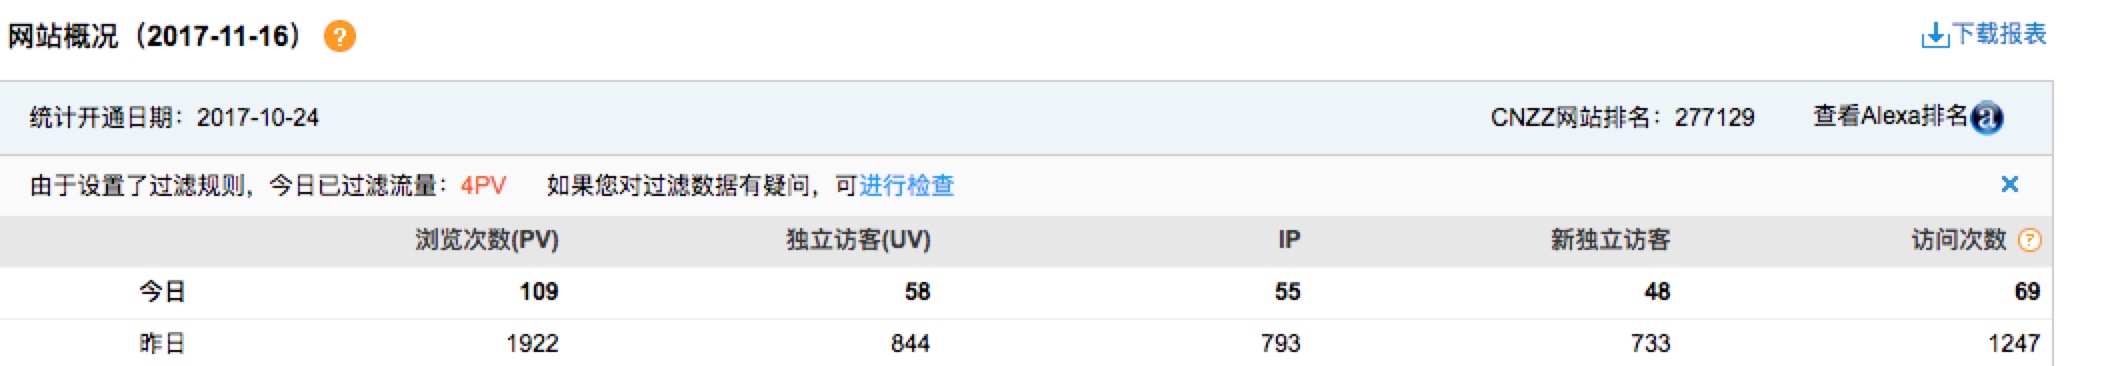 网站概况（2017-11-16） ? 下载报表
统计开通日期：2017-10-24 CNZZ网站排名：277129 查看Alexa排名 a
由于设置了过滤规则，今日已过滤流量：4PV 如果您对过滤数据有疑问，可进行检查 ×
浏览次数(PV) 独立访客(UV) IP 新独立访客 访问次数 ?
今日 109 58 55 48 69
昨日 1922 844 793 733 1247